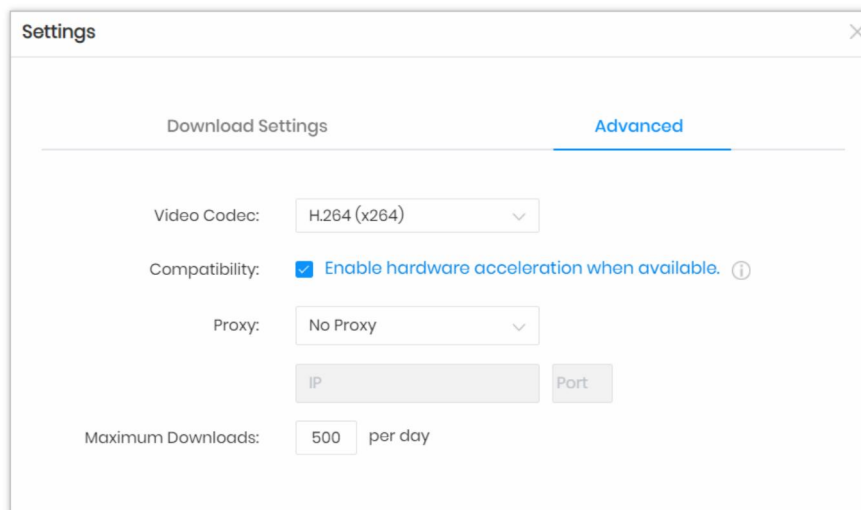 Settings
Download Settings
Advanced
Video Codec: H.264 (x264)
Compatibility: Enable hardware acceleration when available.
Proxy: No Proxy
IP Port
Maximum Downloads: 500 per day